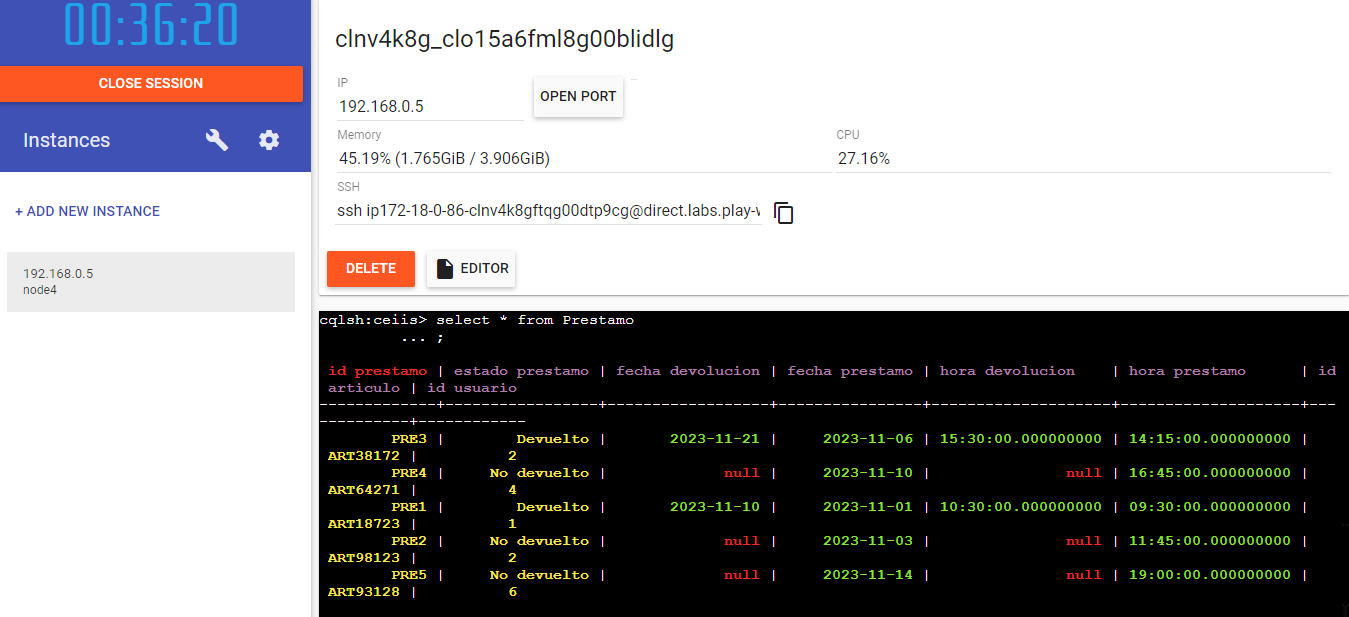 00:36:20
CLOSE SESSION
Instances
+ ADD NEW INSTANCE
192.168.0.5
node4
clnv4k8g_clo15a6fml8g00blidlg
IP
192.168.0.5
OPEN PORT
Memory
45.19% (1.765GiB / 3.906GiB)
CPU
27.16%
SSH
ssh ip172-18-0-86-clnv4k8gftqg00dtp9cg@direct.labs.play-w
DELETE
EDITOR
cqlsh:ceiis> select * from Prestamo
... ;
id prestamo | estado prestamo | fecha devolucion | fecha prestamo | hora devolucion | hora prestamo | id
articulo | id usuario
-------------+-----------------+------------------+----------------+--------------------+--------------------+---
----------+------------
PRE3 | Devuelto | 2023-11-21 | 2023-11-06 | 15:30:00.000000000 | 14:15:00.000000000 |
ART38172 | 2
PRE4 | No devuelto | null | 2023-11-10 | null | 16:45:00.000000000 |
ART64271 | 4
PRE1 | Devuelto | 2023-11-10 | 2023-11-01 | 10:30:00.000000000 | 09:30:00.000000000 |
ART18723 | 1
PRE2 | No devuelto | null | 2023-11-03 | null | 11:45:00.000000000 |
ART98123 | 2
PRE5 | No devuelto | null | 2023-11-14 | null | 19:00:00.000000000 |
ART93128 | 6